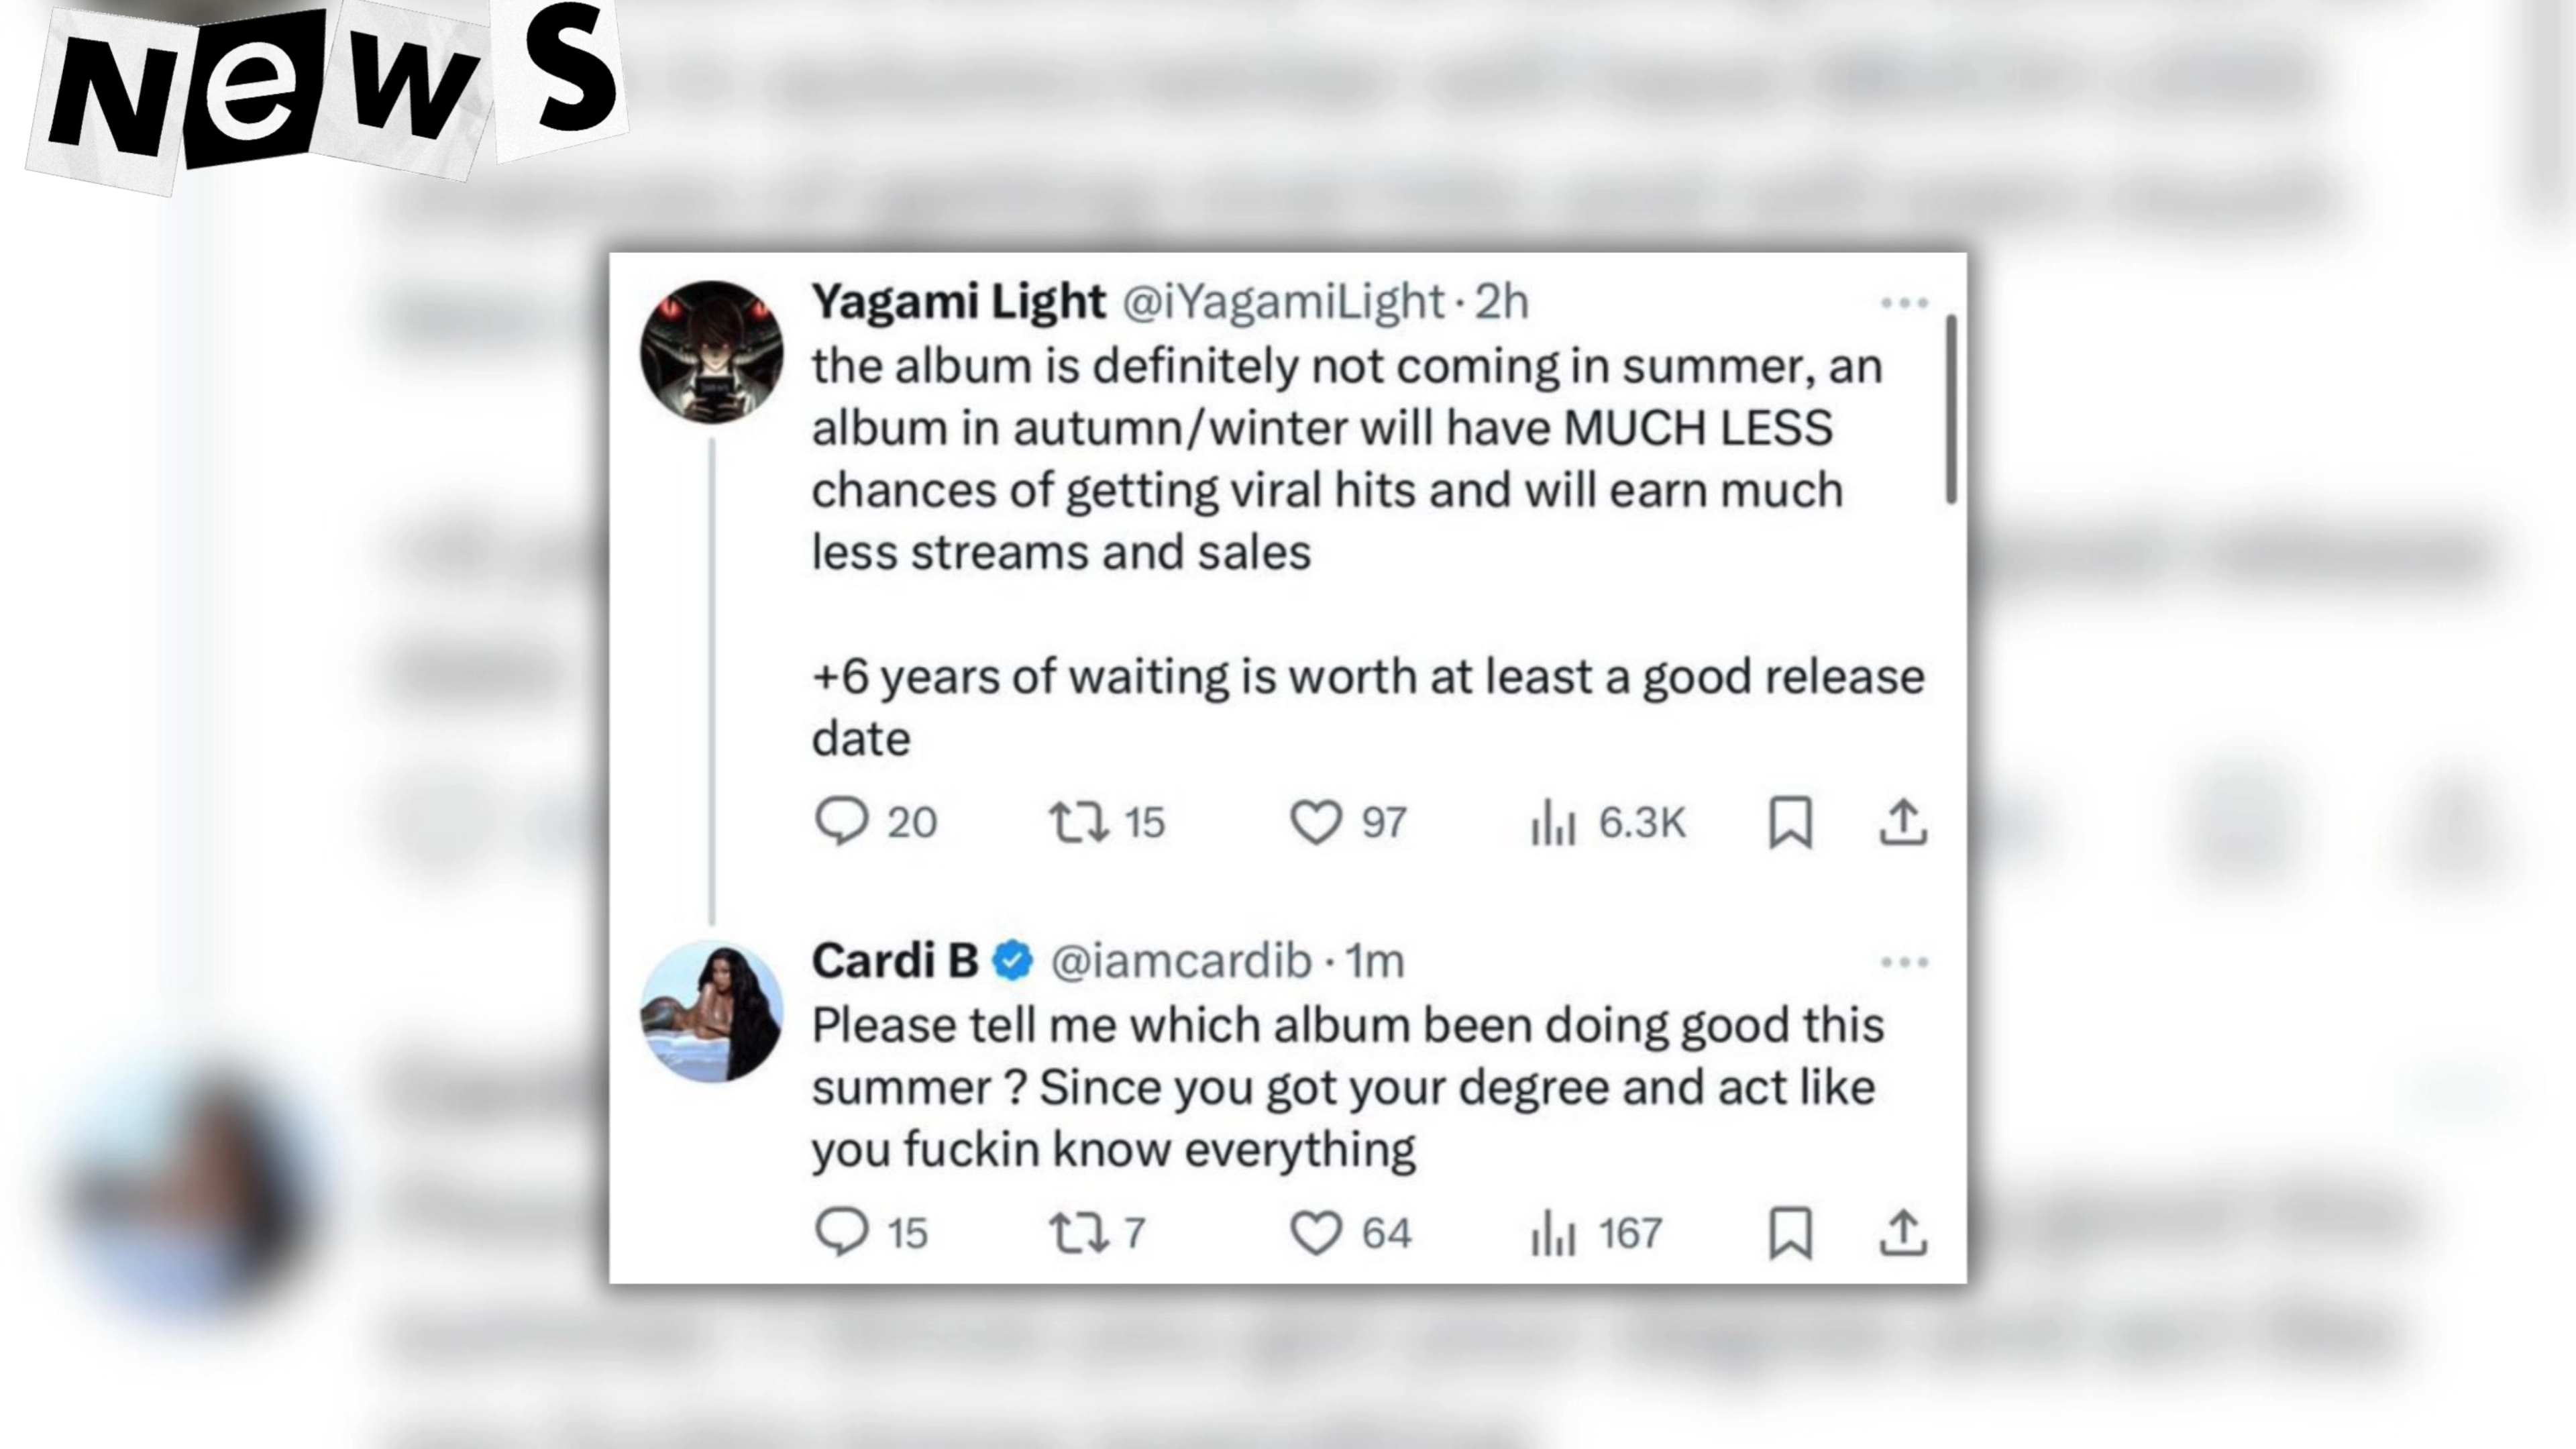 NewS
Yagami Light @iYagamiLight · 2h
the album is definitely not coming in summer, an
album in autumn/winter will have MUCH LESS
chances of getting viral hits and will earn much
less streams and sales
+6 years of waiting is worth at least a good release
date
20 15 97 6.3K
Cardi B @iamcardib · 1m
Please tell me which album been doing good this
summer ? Since you got your degree and act like
you fuckin know everything
15 7 64 167